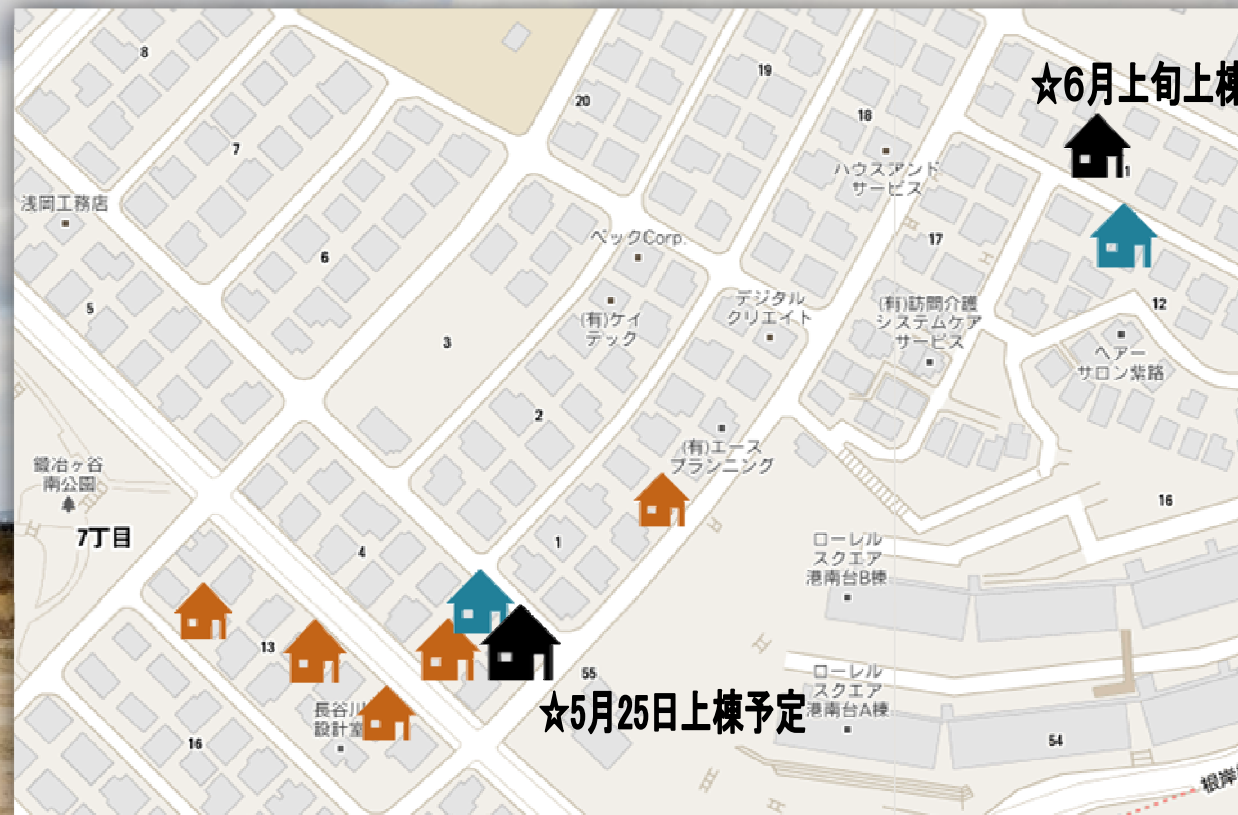 8
19
20
18
☆6月上旬上棟
7
ハウスアンド
サービス
1
浅岡工務店
ペックCorp.
17
6
5
(有)ケイ
テック
デジタル
クリエイト
(有)訪問介護
システムケア
サービス
12
3
ヘアー
サロン紫路
2
(有)エース
プランニング
鍛冶ヶ谷
南公園
7丁目
16
4
1
ローレル
スクエア
港南台B棟
13
55
ローレル
スクエア
港南台A棟
長谷川
設計室
☆5月25日上棟予定
16
54
根岸